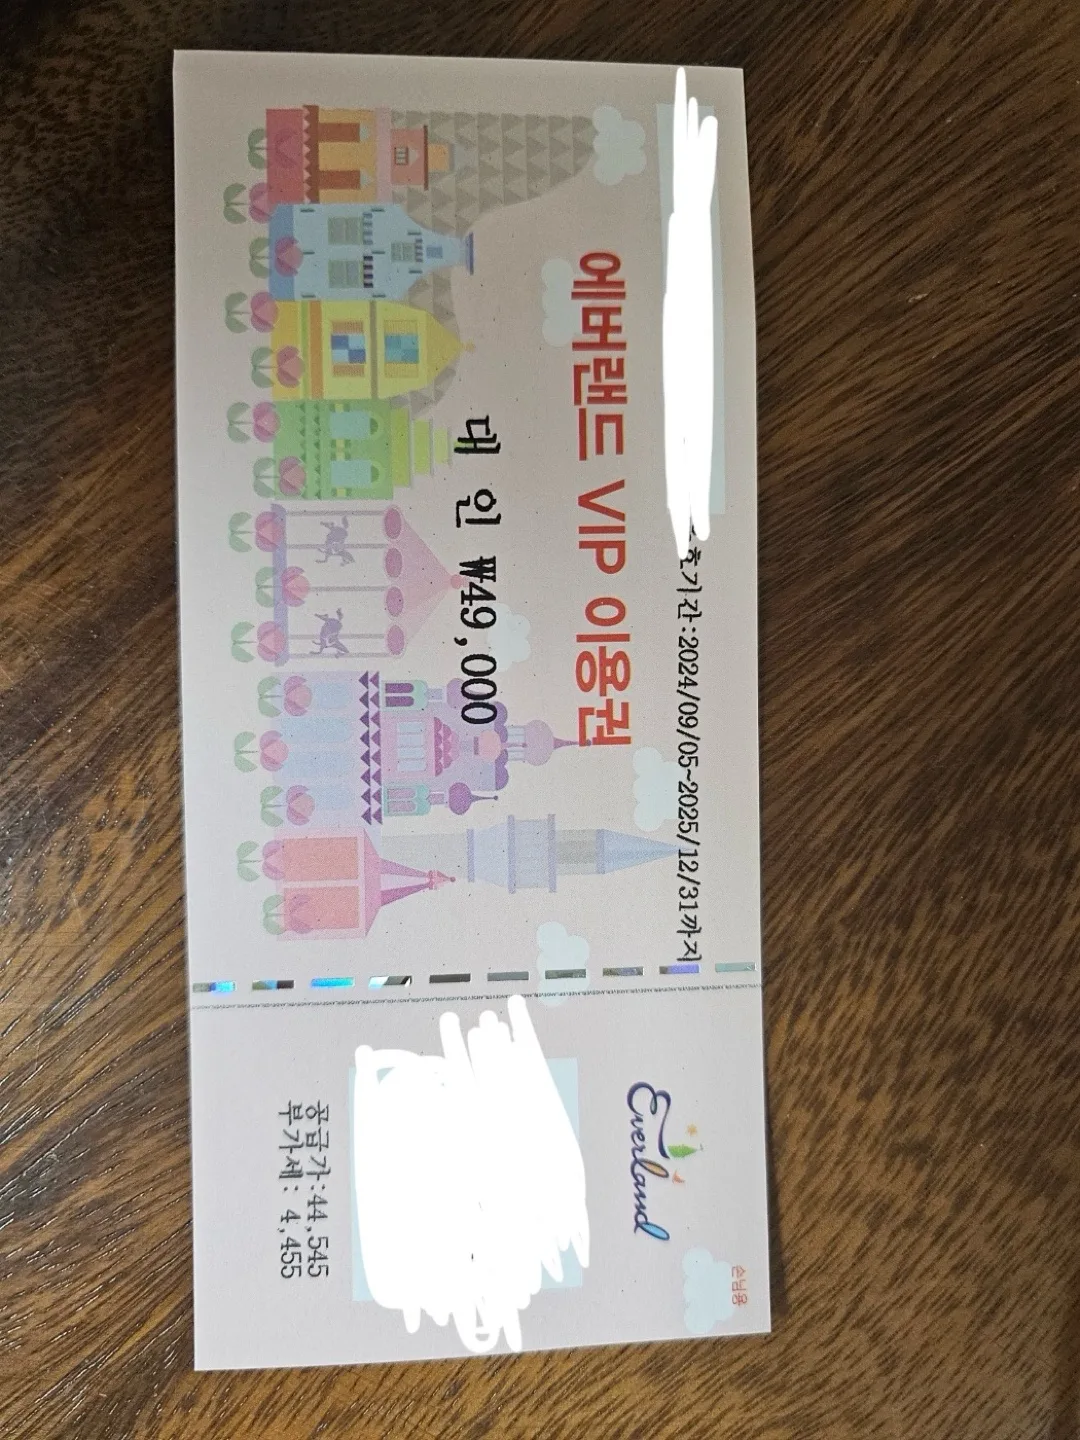 효기간:2024/09/05~2025/12/31까지
에버랜드 VIP 이용권
대 인 ₩49,000
손님용
Everland
공급가:44,545
부가세: 4,455